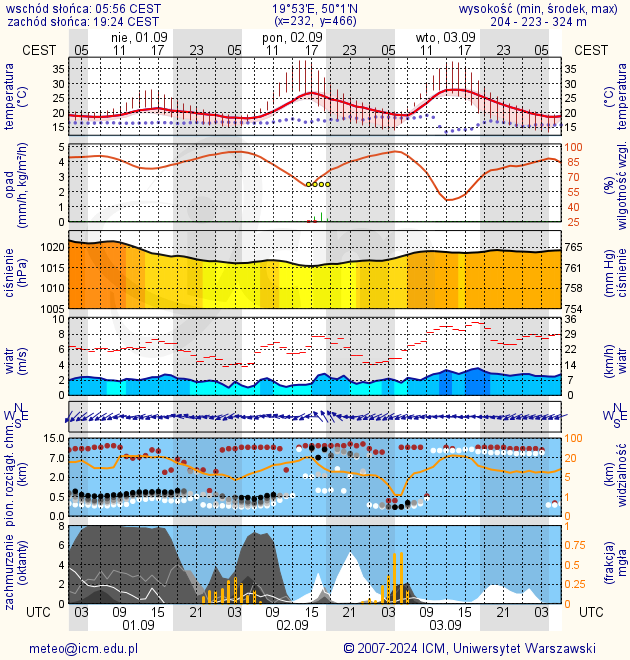 wschód słońca: 05:56 CEST 19°53'E, 50°1'N wysokość (min, środek, max)
zachód słońca: 19:24 CEST (x=232, y=466) 204 - 223 - 324 m
nie, 01.09 pon, 02.09 wto, 03.09
CEST 05 11 17 23 05 11 17 23 05 11 17 23 05 CEST
temperatura (°C)
35
30
25
20
15
temperatura (°C)
35
30
25
20
15
opad (mm/h, kg/m²/h)
5
4
3
2
1
0
wilgotność wzgl. (%)
100
85
70
55
40
25
ciśnienie (hPa)
1020
1015
1010
1005
ciśnienie (mm Hg)
765
761
758
754
wiatr (m/s)
10
8
6
4
2
0
wiatr (km/h)
36
29
22
14
7
0
N
W E
S
N
W E
S
pion. rozciągł. chm. (km)
15.0
7.0
2.0
0.5
0.0
widzialność (km)
100
20
5
1
0
zachmurzenie (oktanty)
8
6
4
2
0
mgła (frakcja)
1
0.75
0.5
0.25
0
UTC 03 09 15 21 03 09 15 21 03 09 15 21 03 UTC
01.09 02.09 03.09
meteo@icm.edu.pl © 2007-2024 ICM, Uniwersytet Warszawski